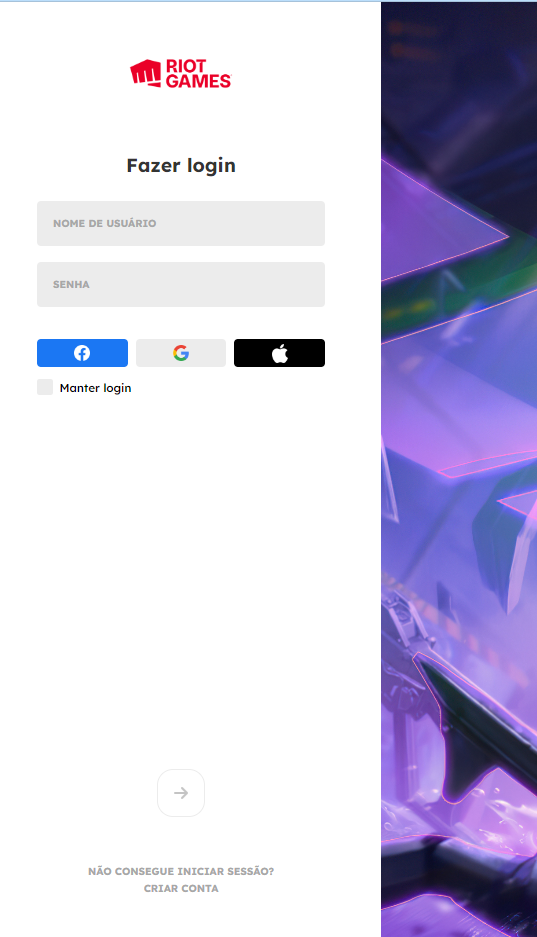 RIOT
GAMES
Fazer login
NOME DE USUÁRIO
SENHA
Manter login
NÃO CONSEGUE INICIAR SESSÃO?
CRIAR CONTA